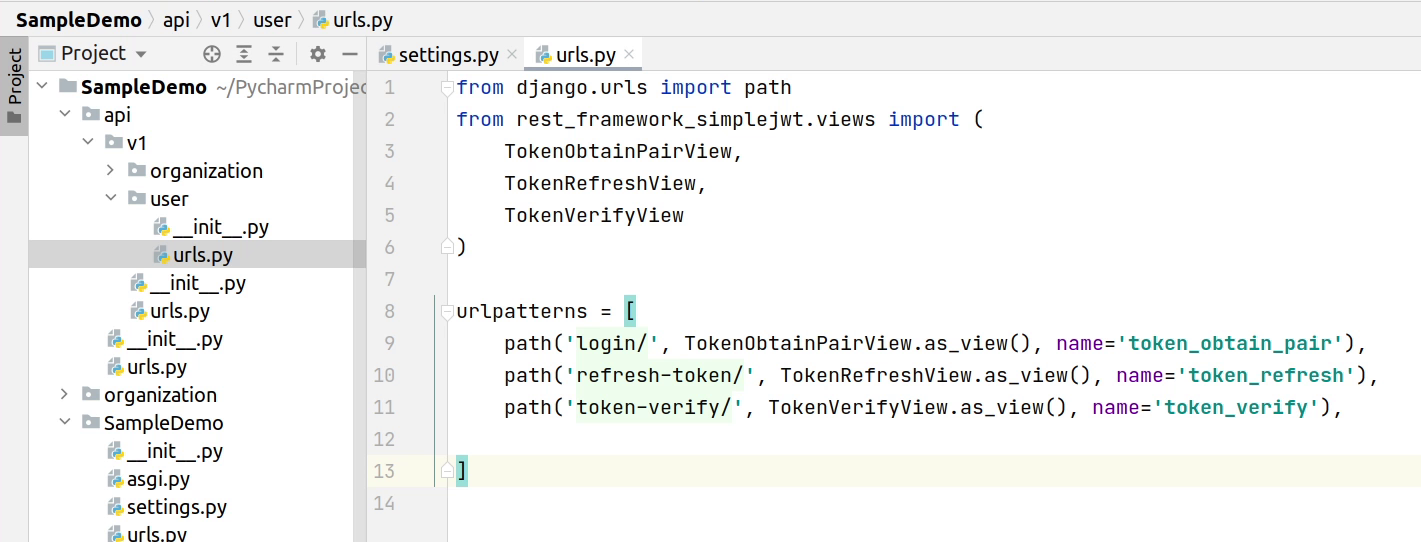 SampleDemo api v1 user urls.py
Project
Project
SampleDemo ~/PycharmProjec
api
v1
organization
user
__init__.py
urls.py
__init__.py
urls.py
__init__.py
urls.py
organization
SampleDemo
__init__.py
asgi.py
settings.py
urls.py
settings.py urls.py
1 from django.urls import path
2 from rest_framework_simplejwt.views import (
3 TokenObtainPairView,
4 TokenRefreshView,
5 TokenVerifyView
6 )
7
8 urlpatterns = [
9 path('login/', TokenObtainPairView.as_view(), name='token_obtain_pair'),
10 path('refresh-token/', TokenRefreshView.as_view(), name='token_refresh'),
11 path('token-verify/', TokenVerifyView.as_view(), name='token_verify'),
12
13 ]
14